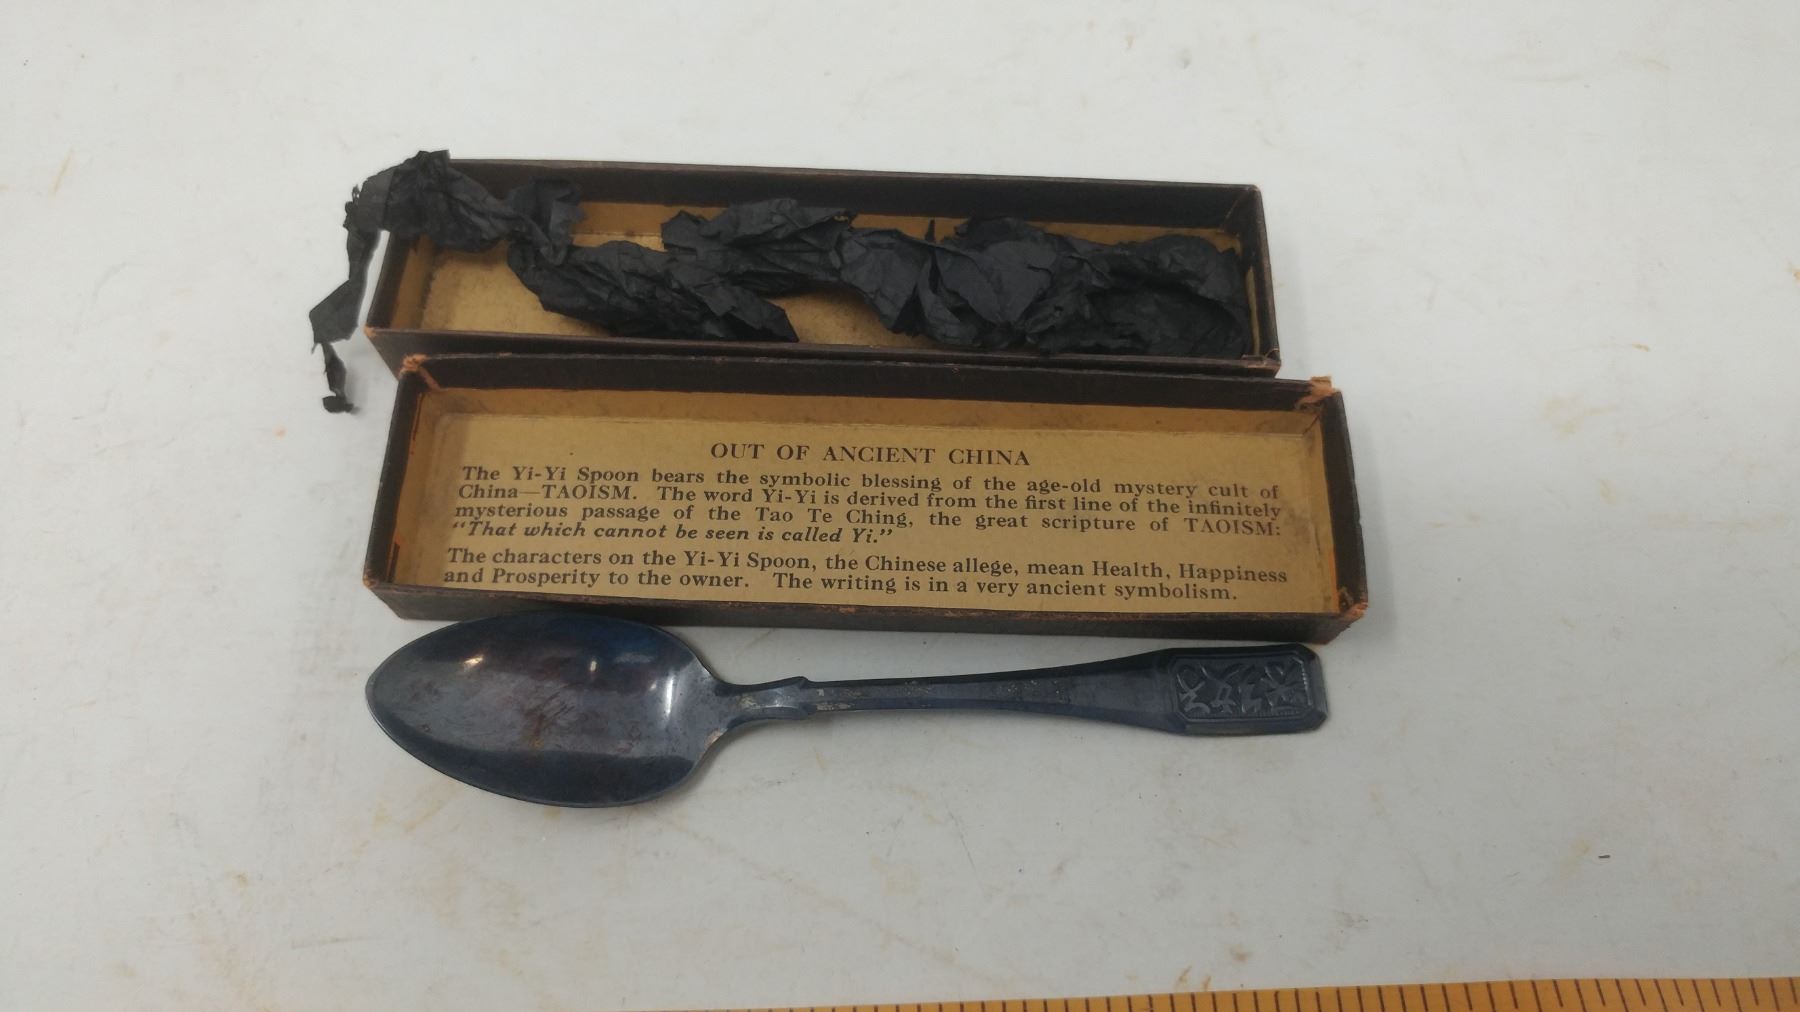 OUT OF ANCIENT CHINA
The Yi-Yi Spoon bears the symbolic blessing of the age-old mystery cult of
China—TAOISM. The word Yi-Yi is derived from the first line of the infinitely
mysterious passage of the Tao Te Ching, the great scripture of TAOISM:
"That which cannot be seen is called Yi."
The characters on the Yi-Yi Spoon, the Chinese allege, mean Health, Happiness
and Prosperity to the owner. The writing is in a very ancient symbolism.